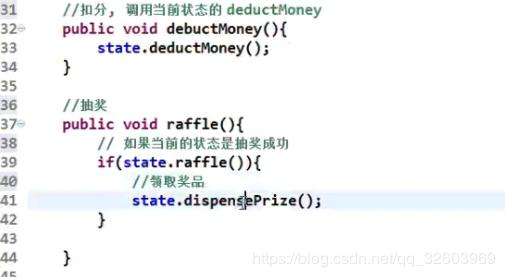 31 //扣分, 调用当前状态的 deductMoney
32 public void debuctMoney(){
33 state.deductMoney();
34 }
35
36 //抽奖
37 public void raffle(){
38 // 如果当前的状态是抽奖成功
39 if(state.raffle()){
40 //领取奖品
41 state.dispensePrize();
42 }
43
44 }
https://blog.csdn.net/qq_32603969